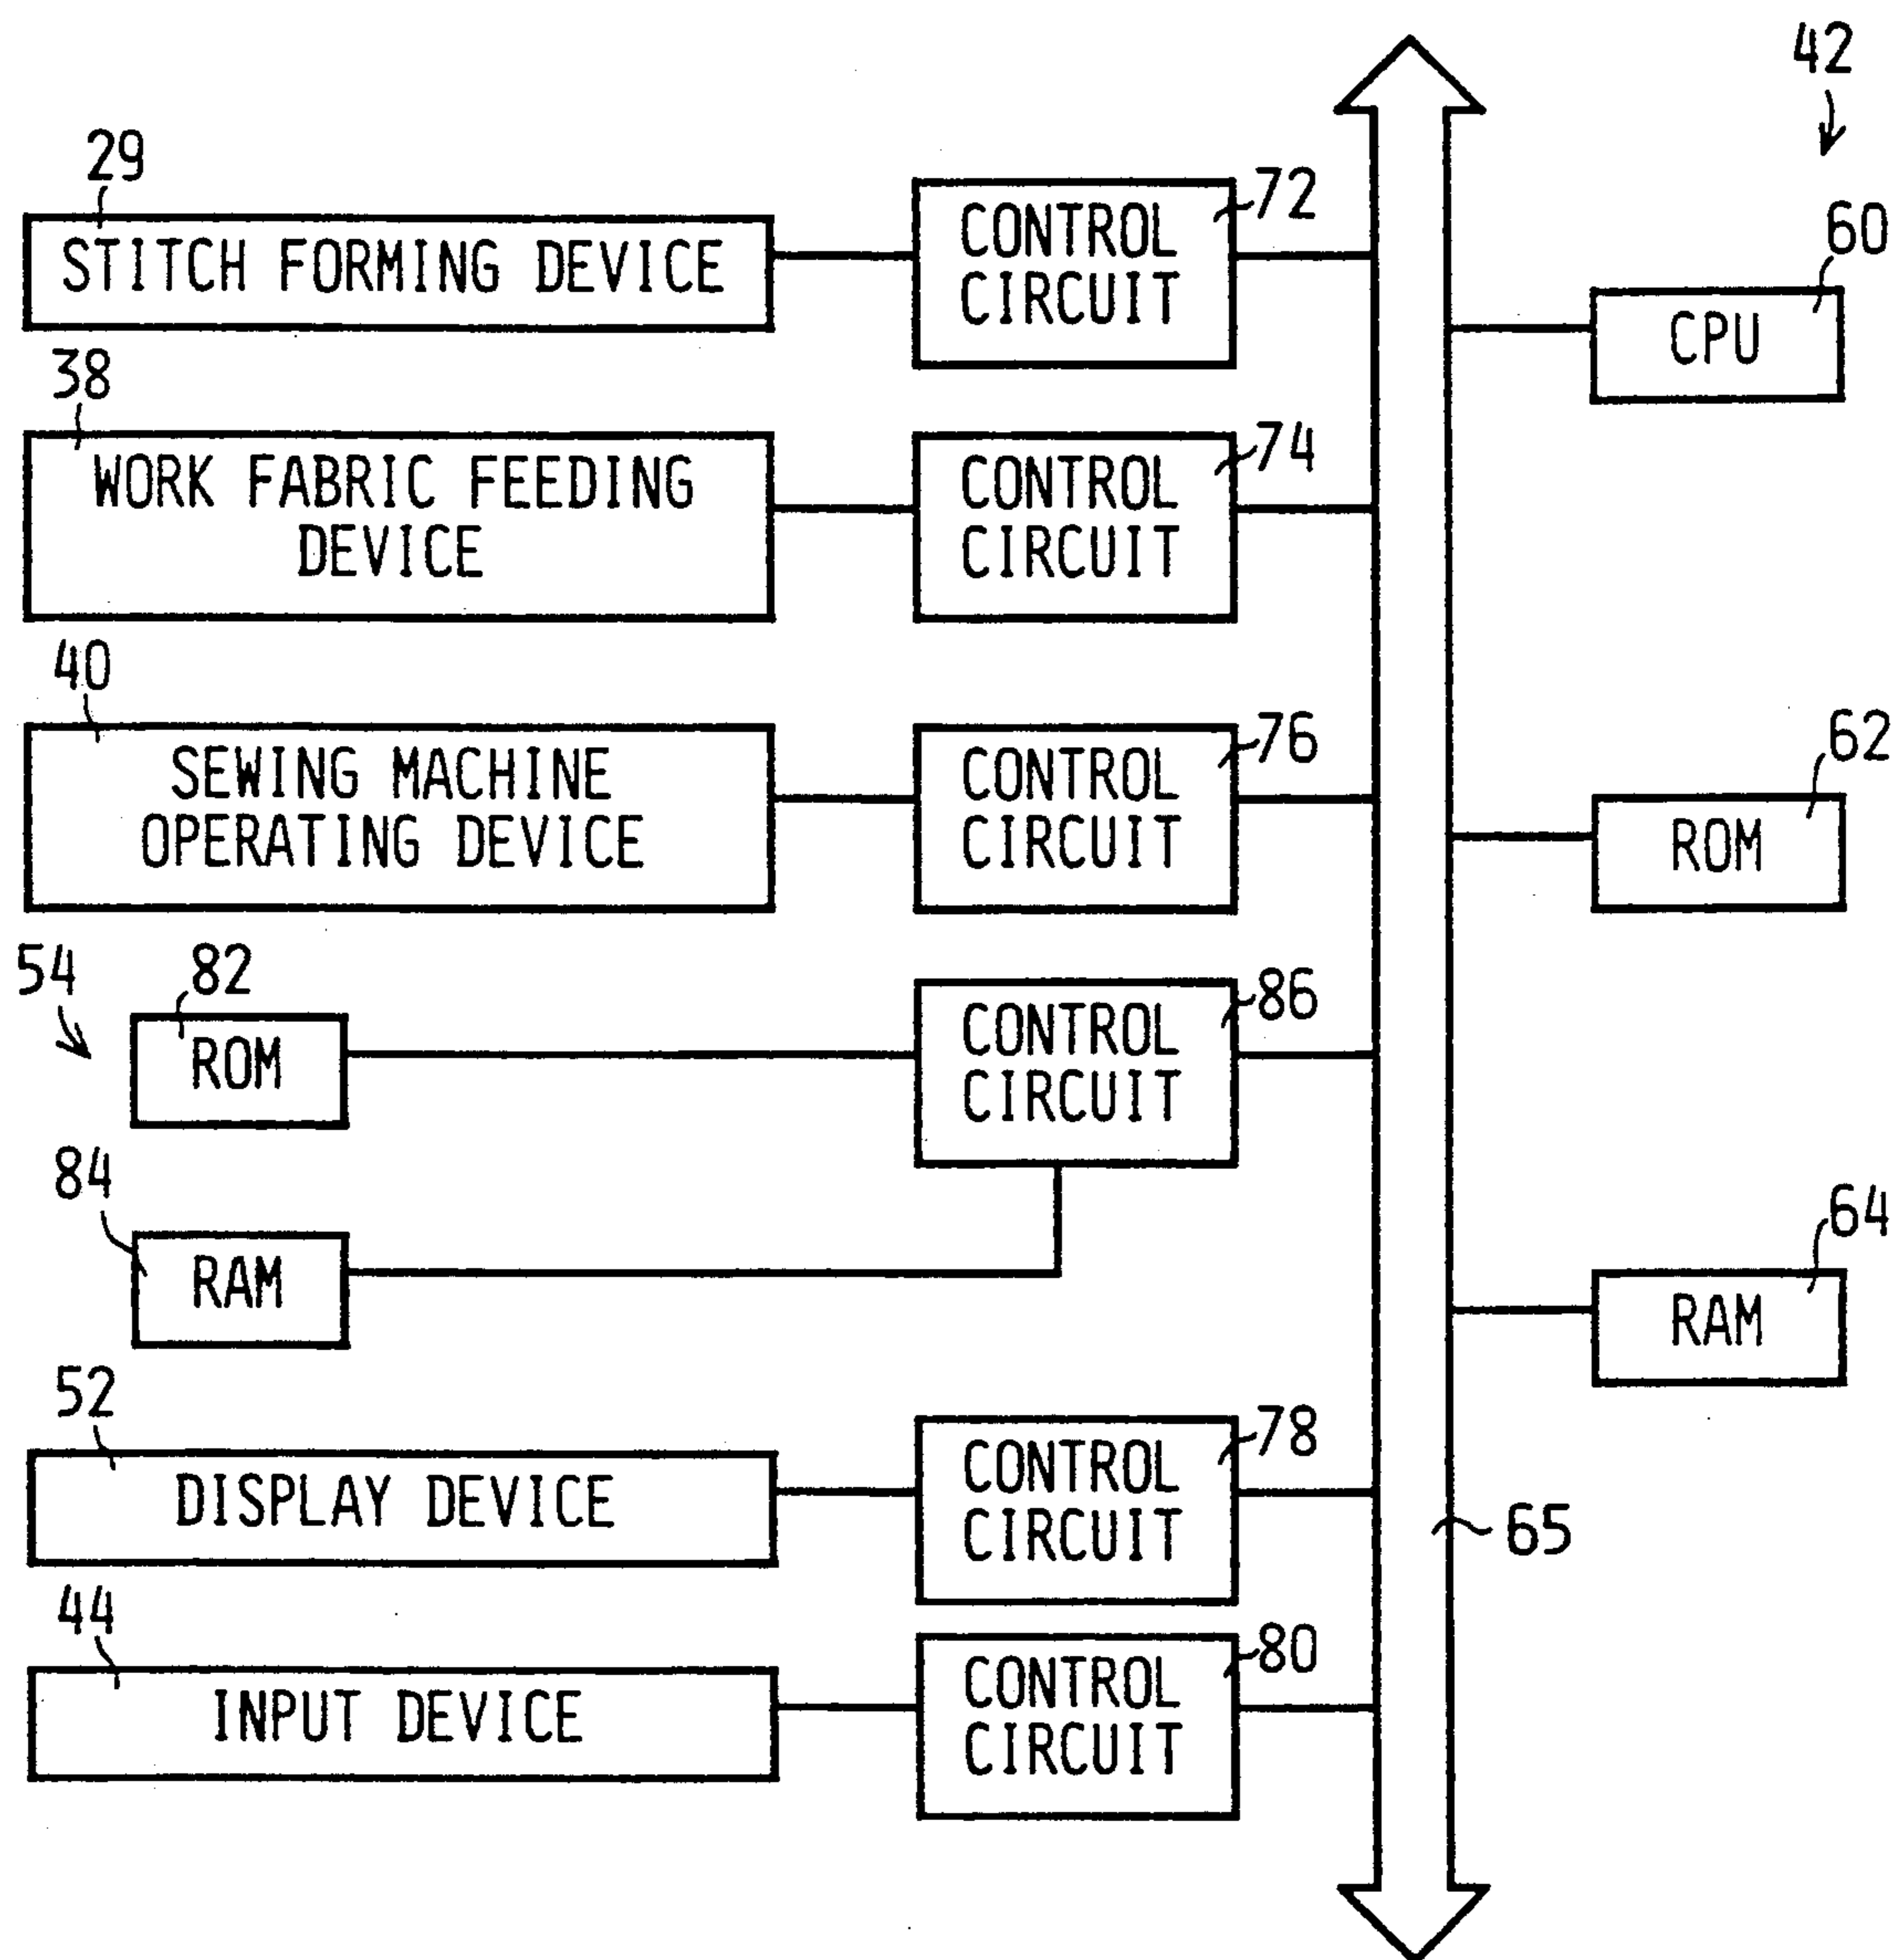 42
29
STITCH FORMING DEVICE
72
CONTROL
CIRCUIT
60
CPU
38
WORK FABRIC FEEDING
DEVICE
74
CONTROL
CIRCUIT
40
SEWING MACHINE
OPERATING DEVICE
76
CONTROL
CIRCUIT
62
ROM
54
82
ROM
86
CONTROL
CIRCUIT
84
RAM
64
RAM
52
DISPLAY DEVICE
78
CONTROL
CIRCUIT
65
44
INPUT DEVICE
80
CONTROL
CIRCUIT